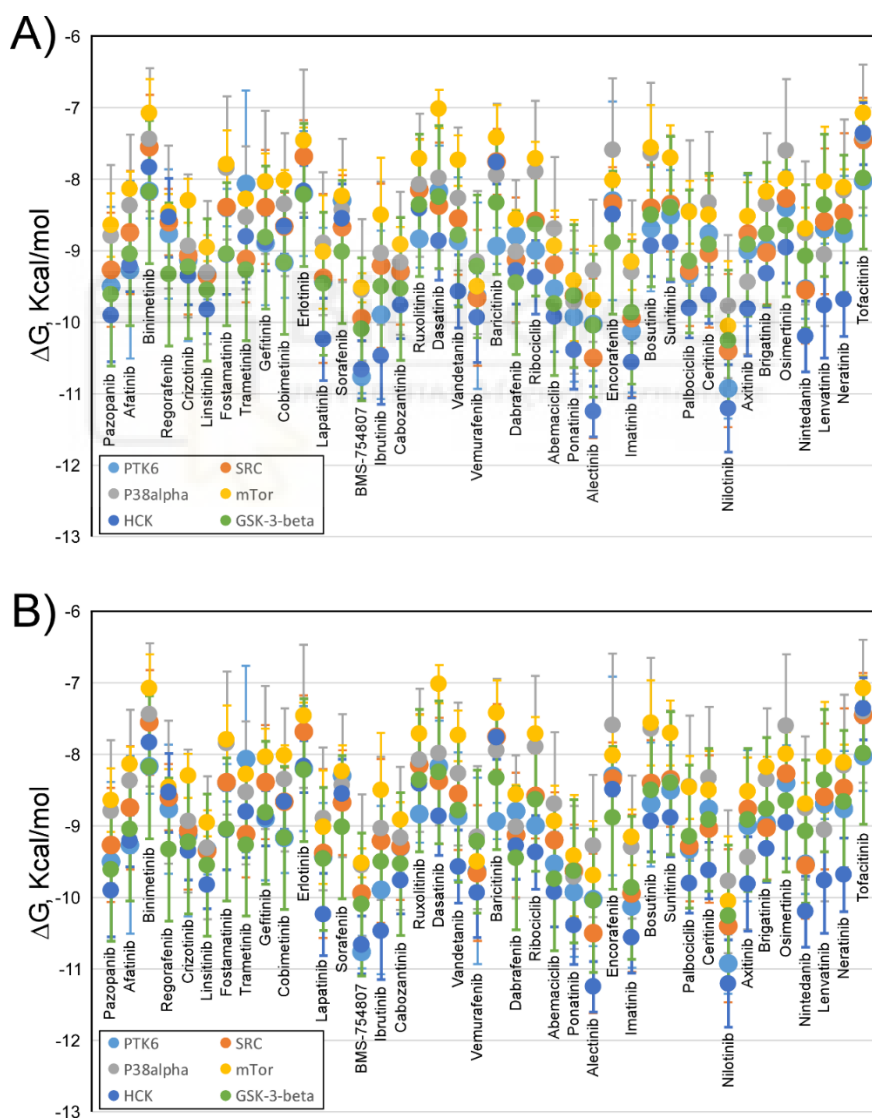 A)
-6
-7
-8
-9
-10
-11
-12
-13
ΔG, Kcal/mol
Pazopanib
Afatinib
Binimetinib
Regorafenib
Crizotinib
Linsitinib
Fostamatinib
Trametinib
Gefitinib
Cobimetinib
Erlotinib
Lapatinib
Sorafenib
BMS-754807
Ibrutinib
Cabozantinib
Ruxolitinib
Dasatinib
Vandetanib
Vemurafenib
Baricitinib
Dabrafenib
Ribociclib
Abemaciclib
Ponatinib
Alectinib
Encorafenib
Imatinib
Bosutinib
Sunitinib
Palbociclib
Ceritinib
Nilotinib
Axitinib
Brigatinib
Osimertinib
Nintedanib
Lenvatinib
Neratinib
Tofacitinib
PTK6 SRC
P38alpha mTor
HCK GSK-3-beta
B)
-6
-7
-8
-9
-10
-11
-12
-13
ΔG, Kcal/mol
Pazopanib
Afatinib
Binimetinib
Regorafenib
Crizotinib
Linsitinib
Fostamatinib
Trametinib
Gefitinib
Cobimetinib
Erlotinib
Lapatinib
Sorafenib
BMS-754807
Ibrutinib
Cabozantinib
Ruxolitinib
Dasatinib
Vandetanib
Vemurafenib
Baricitinib
Dabrafenib
Ribociclib
Abemaciclib
Ponatinib
Alectinib
Encorafenib
Imatinib
Bosutinib
Sunitinib
Palbociclib
Ceritinib
Nilotinib
Axitinib
Brigatinib
Osimertinib
Nintedanib
Lenvatinib
Neratinib
Tofacitinib
PTK6 SRC
P38alpha mTor
HCK GSK-3-beta